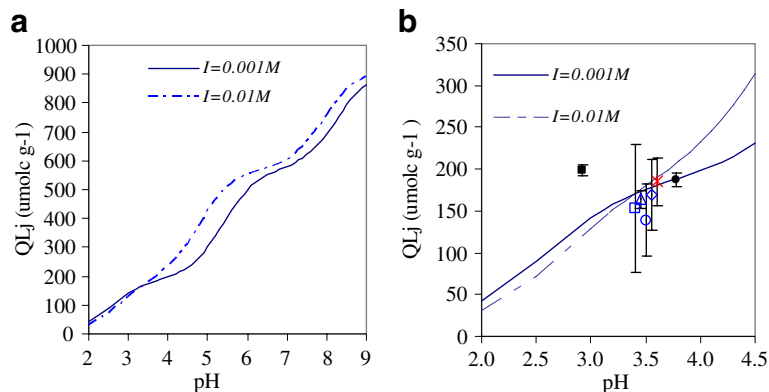 a
QLj (umolc g-1)
1000
900
800
700
600
500
400
300
200
100
0
I=0.001M
I=0.01M
2 3 4 5 6 7 8 9
pH
b
QLj (umolc g-1 )
350
300
250
200
150
100
50
0
I=0.001M
I=0.01M
2.0 2.5 3.0 3.5 4.0 4.5
pH